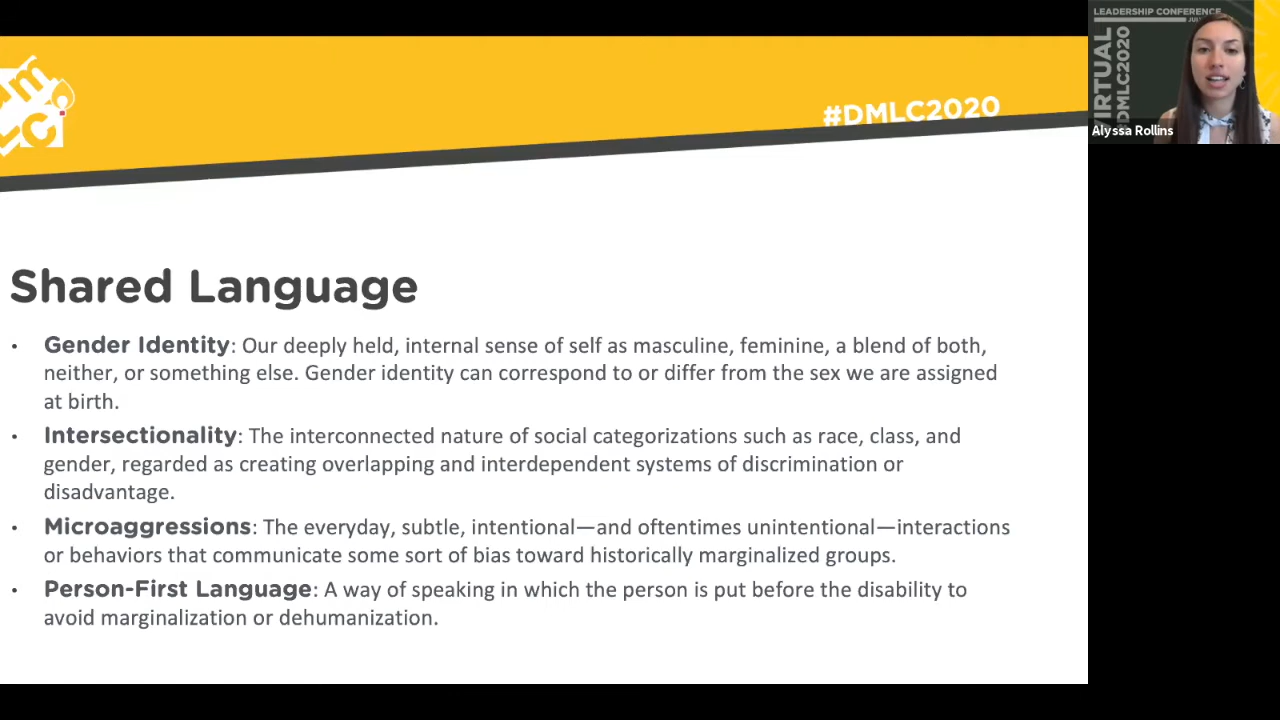 #DMLC2020
LEADERSHIP CONFERENCE
VIRTUAL
#DMLC2020
Alyssa Rollins
Shared Language
• Gender Identity: Our deeply held, internal sense of self as masculine, feminine, a blend of both,
neither, or something else. Gender identity can correspond to or differ from the sex we are assigned
at birth.
• Intersectionality: The interconnected nature of social categorizations such as race, class, and
gender, regarded as creating overlapping and interdependent systems of discrimination or
disadvantage.
• Microaggressions: The everyday, subtle, intentional—and oftentimes unintentional—interactions
or behaviors that communicate some sort of bias toward historically marginalized groups.
• Person-First Language: A way of speaking in which the person is put before the disability to
avoid marginalization or dehumanization.